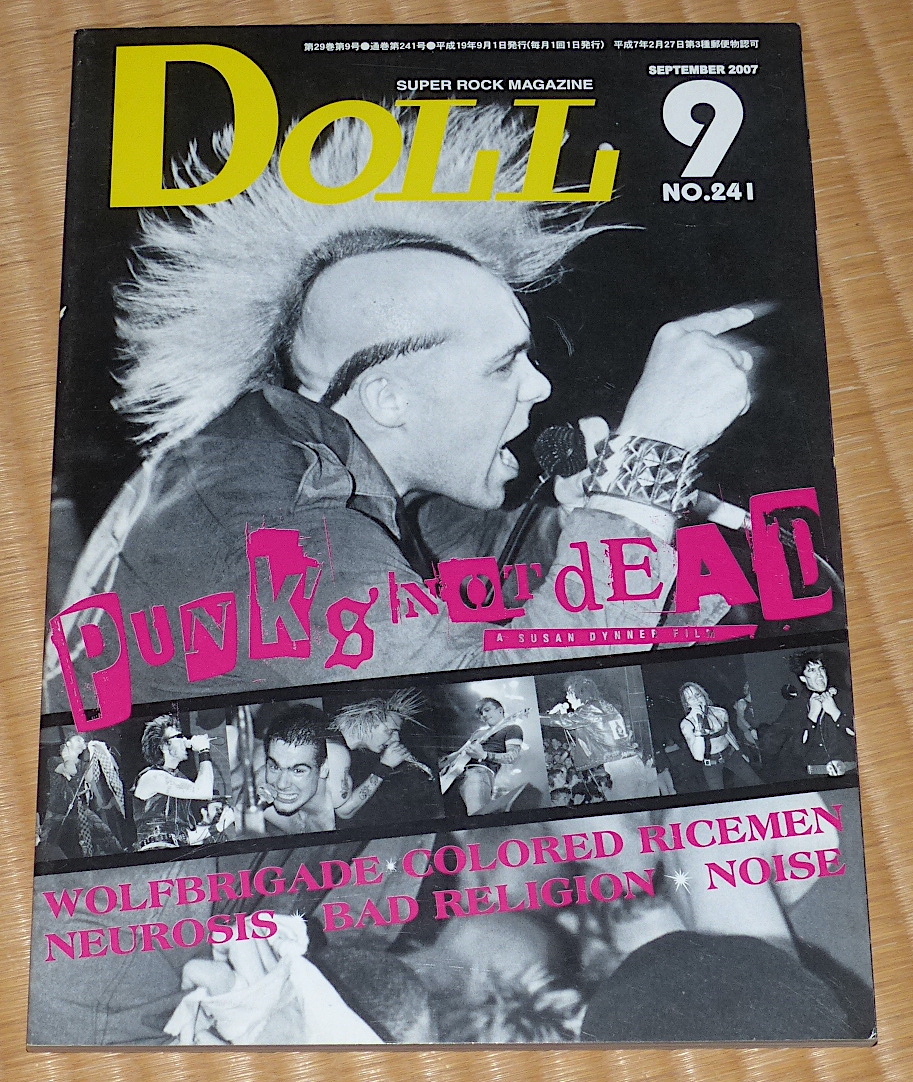 第29巻第9号●通巻第241号●平成19年9月1日発行(毎月1回1日発行) 平成7年2月27日第3種郵便物認可
SUPER ROCK MAGAZINE
DOLL
SEPTEMBER 2007
9
NO.241
PUNK'S NOT dEAD
A SUSAN DYNNER FILM
WOLFBRIGADE COLORED RICEMEN
NEUROSIS BAD RELIGION NOISE